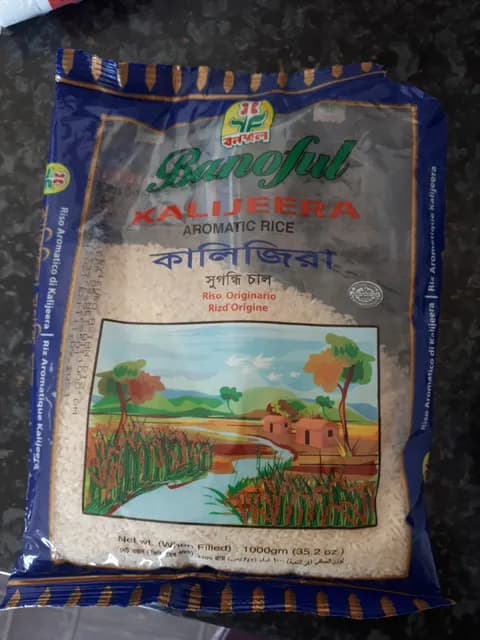 বনফুল
Banoful
KALIJEERA
AROMATIC RICE
কালিজিরা
সুগন্ধি চাল
Riso Originario
Rizd'Origine
Net wt. (When Filled) : 1000gm (35.2 oz.)
Riso Aromatico di Kalijeera | Riz Aromatique Kalijeera
Riso Aromatico di Kalijeera | Riz Aromatique Kalijeera